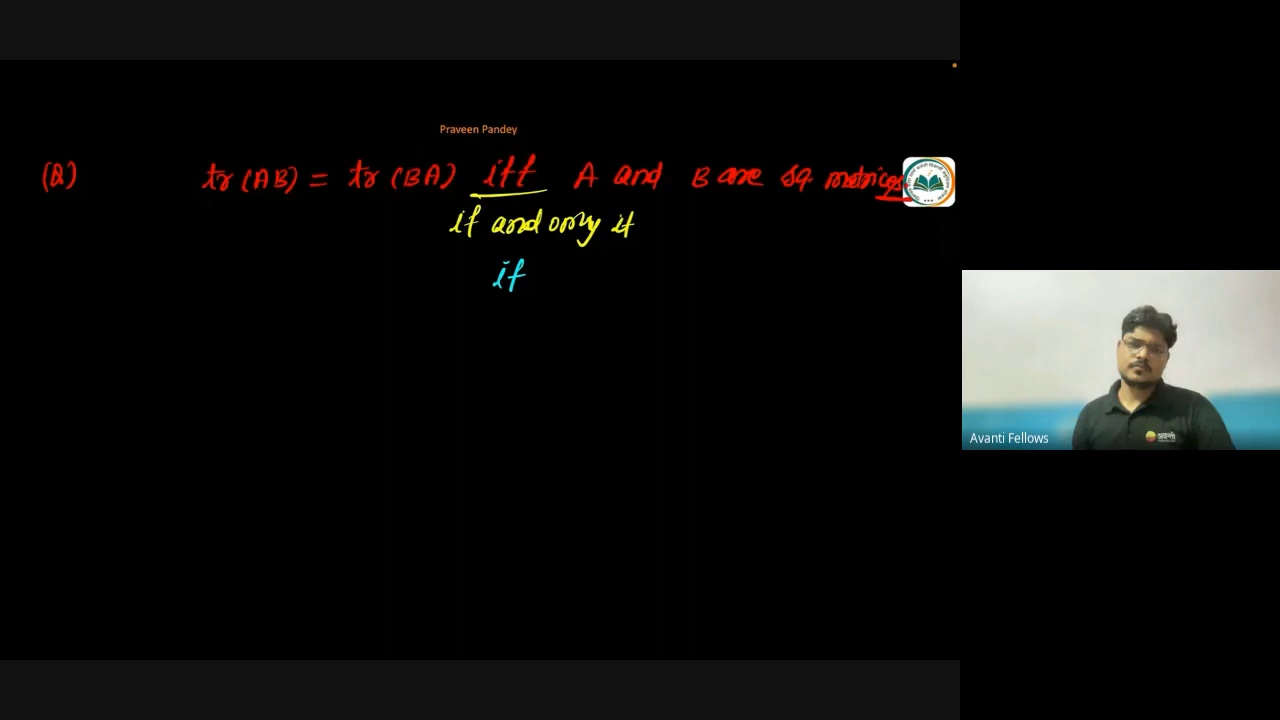 Praveen Pandey
(Q) tr (AB) = tr (BA) iff A and B are sq. matrices.
if and only if
if
Avanti Fellows